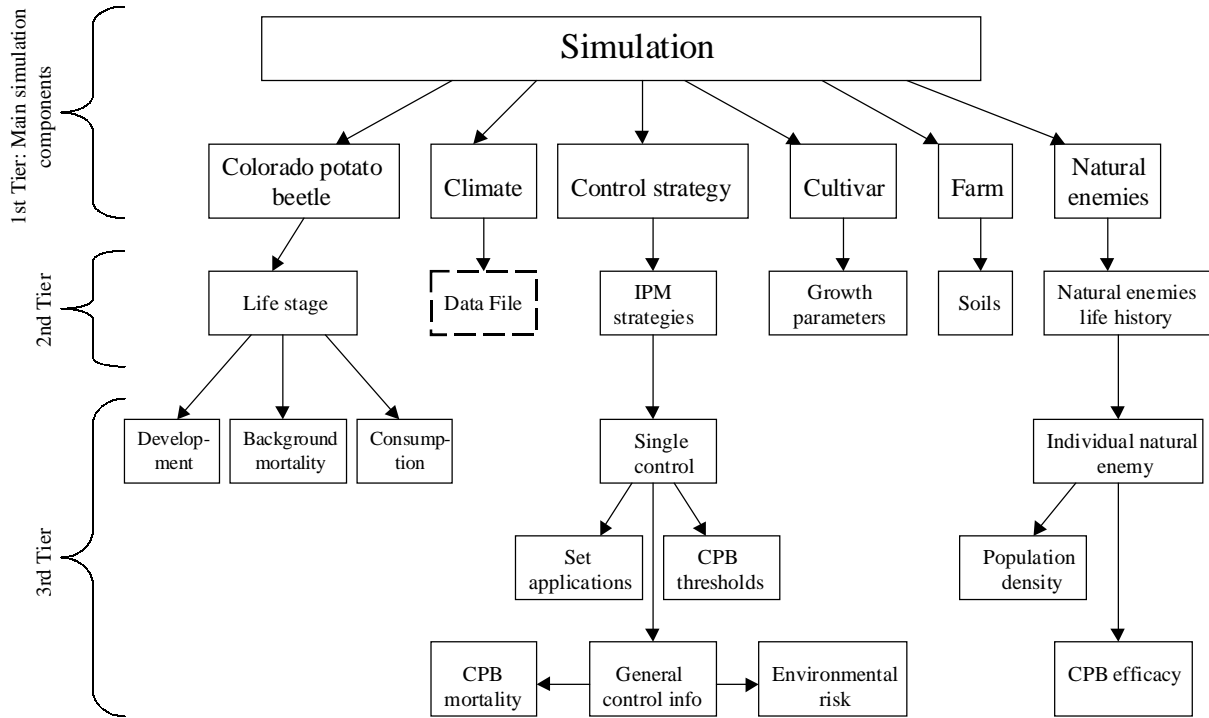 Simulation
1st Tier: Main simulation
components
Colorado potato
beetle
Climate
Control strategy
Cultivar
Farm
Natural
enemies
2nd Tier
Life stage
Data File
IPM
strategies
Growth
parameters
Soils
Natural enemies
life history
3rd Tier
Develop-
ment
Background
mortality
Consump-
tion
Single
control
Individual natural
enemy
Set
applications
CPB
thresholds
Population
density
CPB
mortality
General
control info
Environmental
risk
CPB efficacy